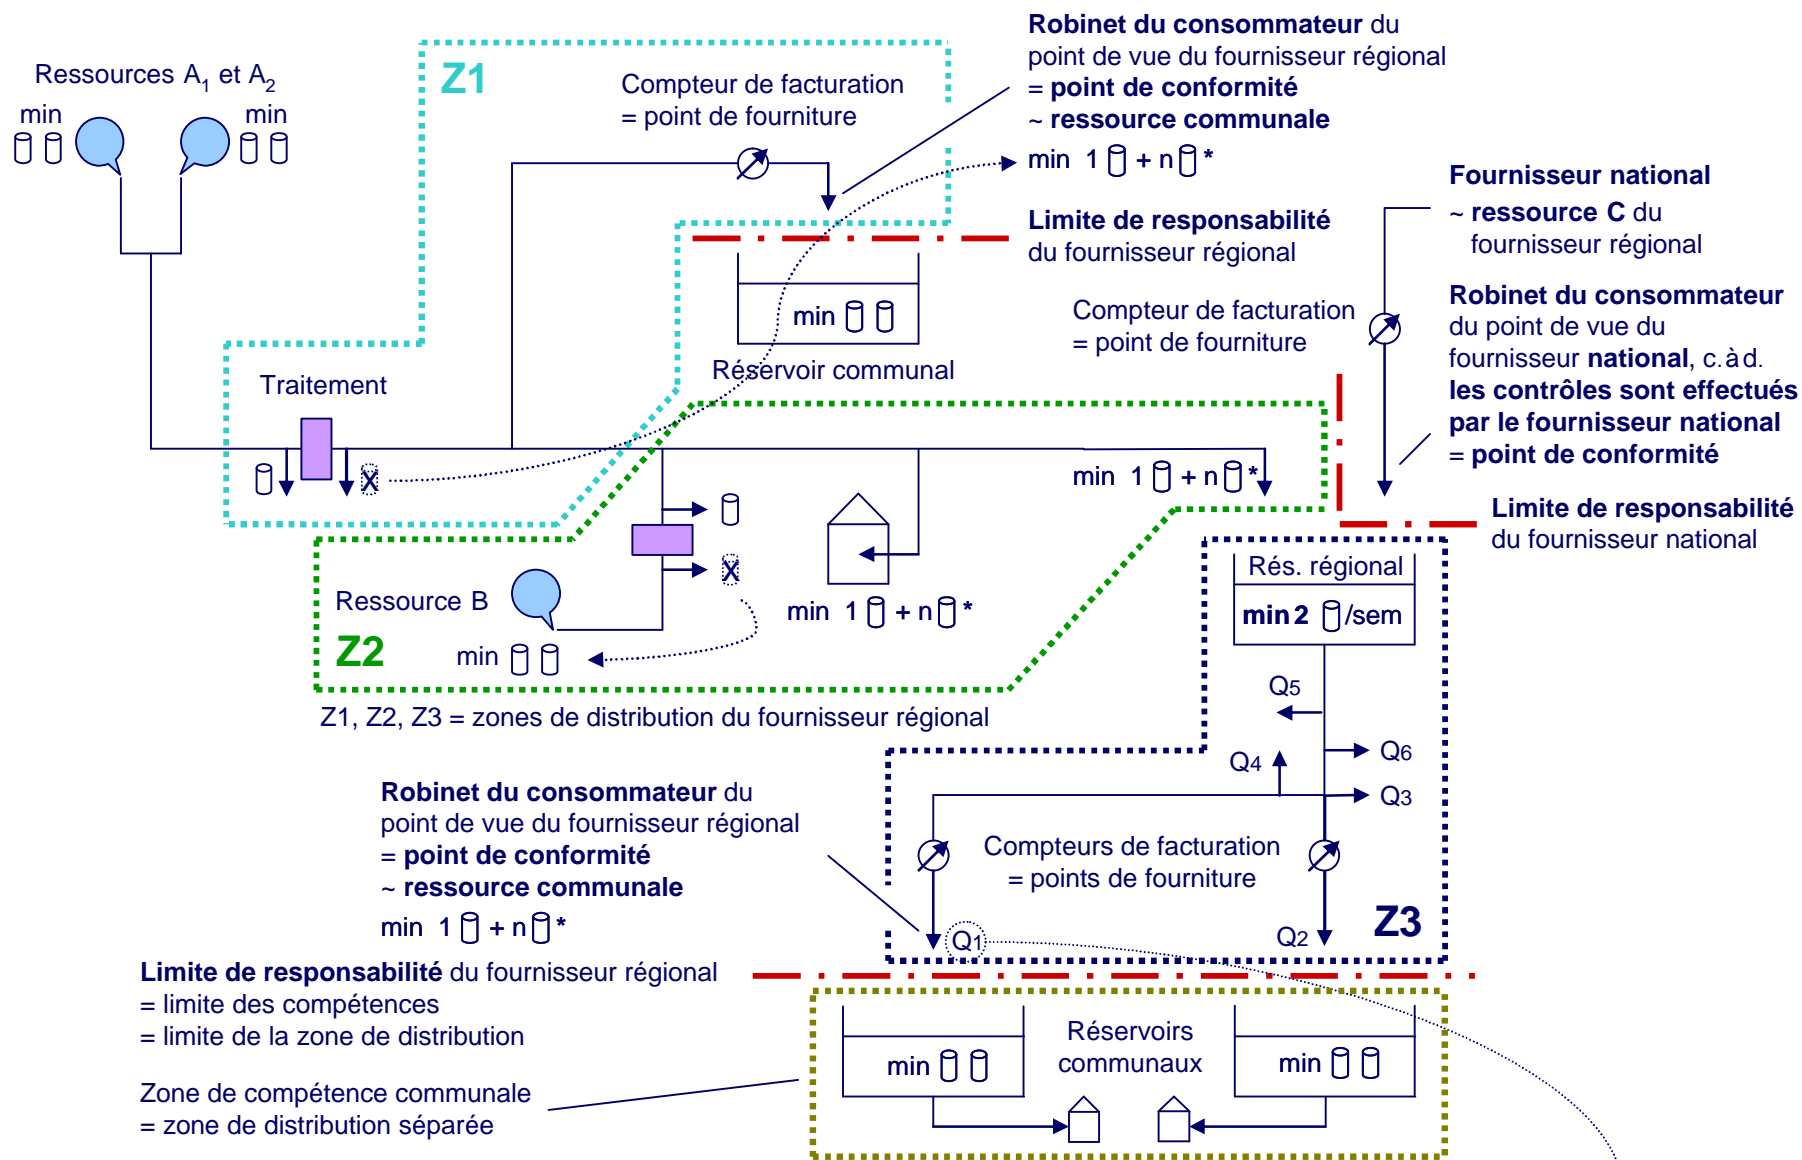 Robinet du consommateur du
point de vue du fournisseur régional
= point de conformité
~ ressource communale
min 1 + n *
Z1
Ressources A1 et A2
min
min
Compteur de facturation
= point de fourniture
Fournisseur national
~ ressource C du
fournisseur régional
Limite de responsabilité
du fournisseur régional
Robinet du consommateur
du point de vue du
fournisseur national, c.àd.
les contrôles sont effectués
par le fournisseur national
= point de conformité
Compteur de facturation
= point de fourniture
min
Réservoir communal
Traitement
X
min 1 + n *
Limite de responsabilité
du fournisseur national
X
Rés. régional
min 2 /sem
Ressource B
min 1 + n *
Z2
min
Q5
Z1, Z2, Z3 = zones de distribution du fournisseur régional
Q6
Q4
Q3
Robinet du consommateur du
point de vue du fournisseur régional
= point de conformité
~ ressource communale
min 1 + n *
Compteurs de facturation
= points de fourniture
Z3
Q1
Q2
Limite de responsabilité du fournisseur régional
= limite des compétences
= limite de la zone de distribution
Réservoirs
communaux
min
min
Zone de compétence communale
= zone de distribution séparée